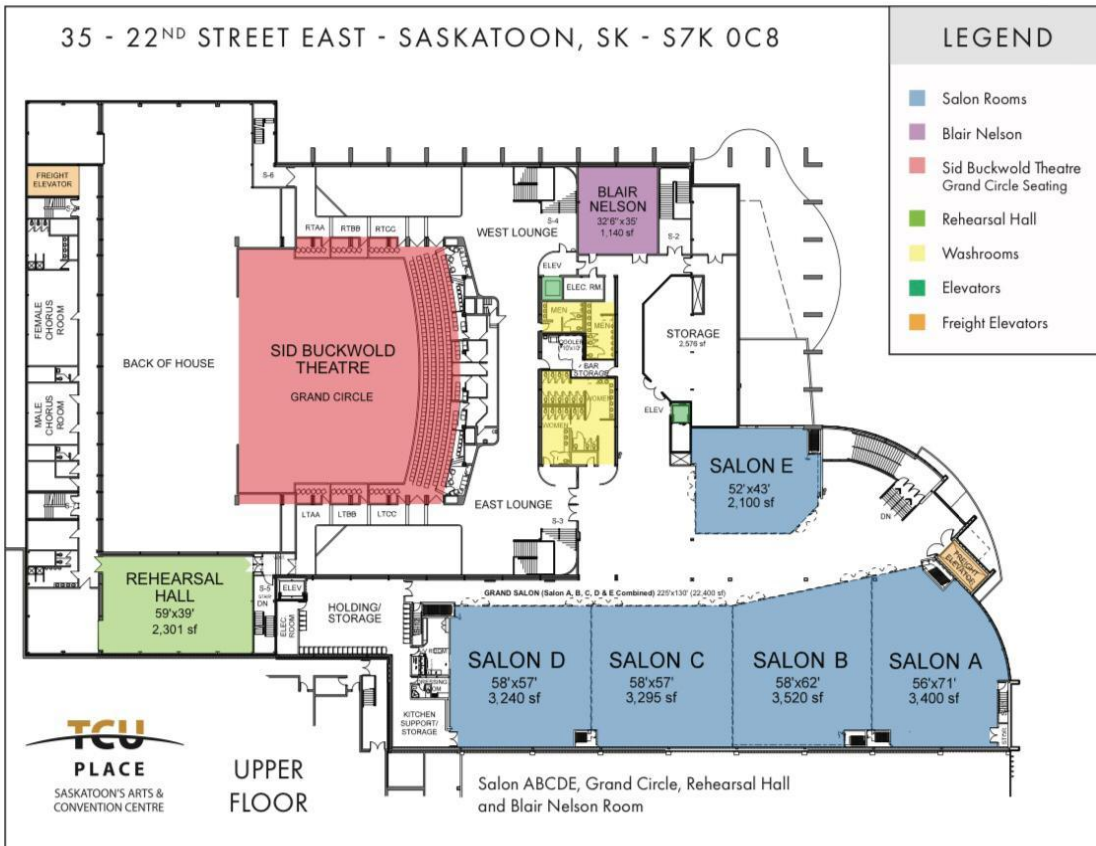 35 - 22ND STREET EAST - SASKATOON, SK - S7K 0C8
LEGEND
Salon Rooms
Blair Nelson
Sid Buckwold Theatre
Grand Circle Seating
Rehearsal Hall
Washrooms
Elevators
Freight Elevators
FREIGHT
ELEVATOR
S-6
BLAIR
NELSON
32'6"x35'
1,140 sf
S-4
S-2
WEST LOUNGE
RTAA
RTBB
RTCC
ELEV
ELEC. RM.
MEN
MEN
COOLER
BAR
STORAGE
WOMEN
WOMEN
STORAGE
2,576 sf
ELEV
FEMALE
CHORUS
ROOM
MALE
CHORUS
ROOM
BACK OF HOUSE
SID BUCKWOLD
THEATRE
GRAND CIRCLE
SALON E
52'x43'
2,100 sf
DN
FREIGHT
ELEVATOR
EAST LOUNGE
S-3
LTAA
LTBB
LTCC
REHEARSAL
HALL
59'x39'
2,301 sf
S-5
DN
ELEV
ELEC.
ROOM
HOLDING/
STORAGE
GRAND SALON (Salon A, B, C, D & E Combined) 225'x130' (22,400 sf)
SALON D
58'x57'
3,240 sf
SALON C
58'x57'
3,295 sf
SALON B
58'x62'
3,520 sf
SALON A
56'x71'
3,400 sf
DRESSING
KITCHEN
SUPPORT/
STORAGE
TCU
PLACE
SASKATOON'S ARTS &
CONVENTION CENTRE
UPPER
FLOOR
Salon ABCDE, Grand Circle, Rehearsal Hall
and Blair Nelson Room